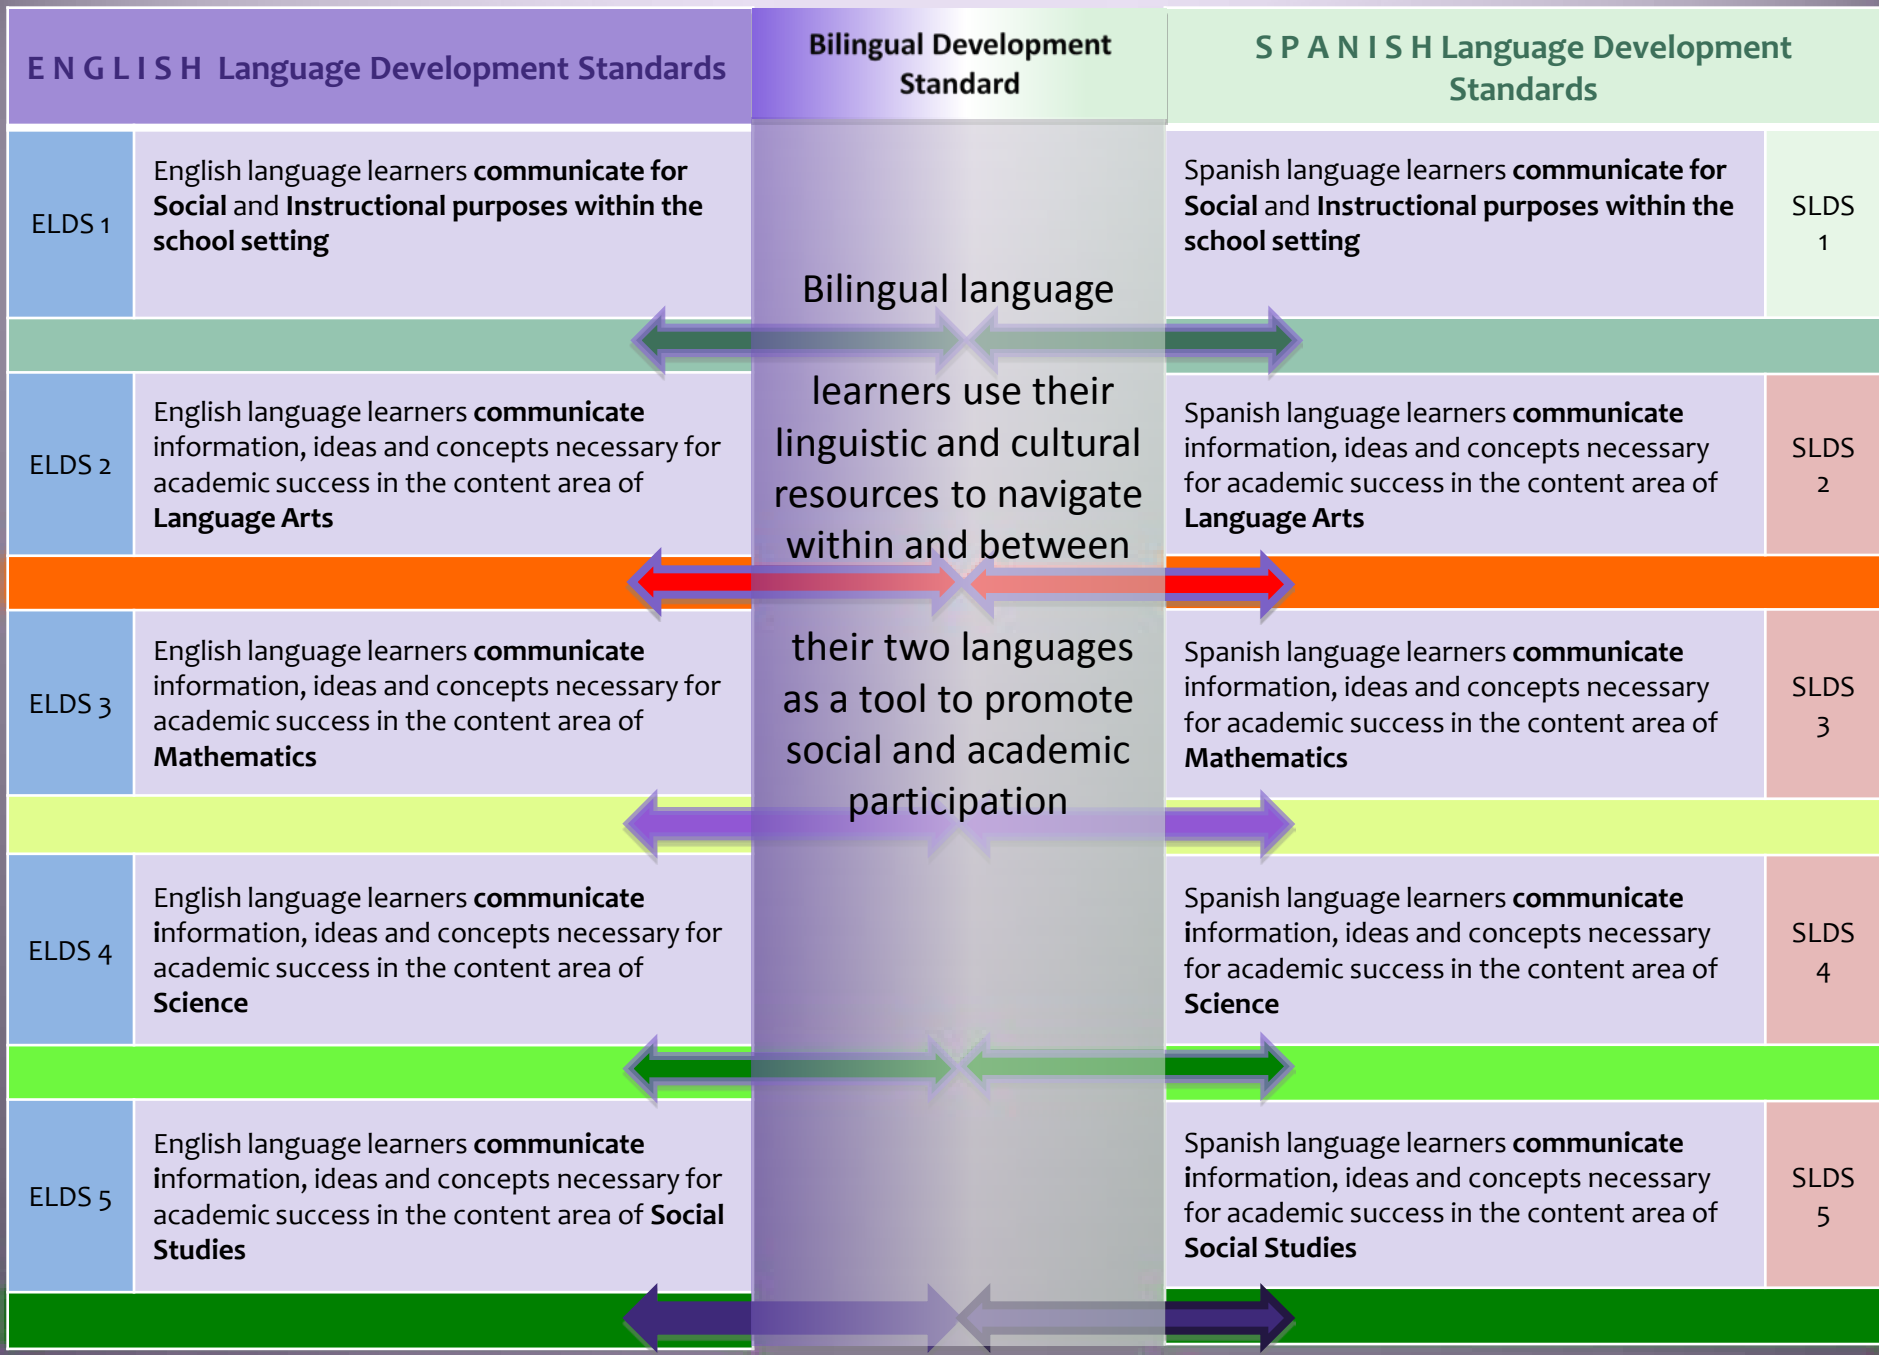 E N G L I S H Language Development Standards
Bilingual Development
Standard
S P A N I S H Language Development
Standards
ELDS 1
English language learners communicate for
Social and Instructional purposes within the
school setting
Spanish language learners communicate for
Social and Instructional purposes within the
school setting
SLDS
1
Bilingual language
learners use their
linguistic and cultural
resources to navigate
within and between
their two languages
as a tool to promote
social and academic
participation
ELDS 2
English language learners communicate
information, ideas and concepts necessary for
academic success in the content area of
Language Arts
Spanish language learners communicate
information, ideas and concepts necessary
for academic success in the content area of
Language Arts
SLDS
2
ELDS 3
English language learners communicate
information, ideas and concepts necessary for
academic success in the content area of
Mathematics
Spanish language learners communicate
information, ideas and concepts necessary
for academic success in the content area of
Mathematics
SLDS
3
ELDS 4
English language learners communicate
information, ideas and concepts necessary for
academic success in the content area of
Science
Spanish language learners communicate
information, ideas and concepts necessary
for academic success in the content area of
Science
SLDS
4
ELDS 5
English language learners communicate
information, ideas and concepts necessary for
academic success in the content area of Social
Studies
Spanish language learners communicate
information, ideas and concepts necessary
for academic success in the content area of
Social Studies
SLDS
5